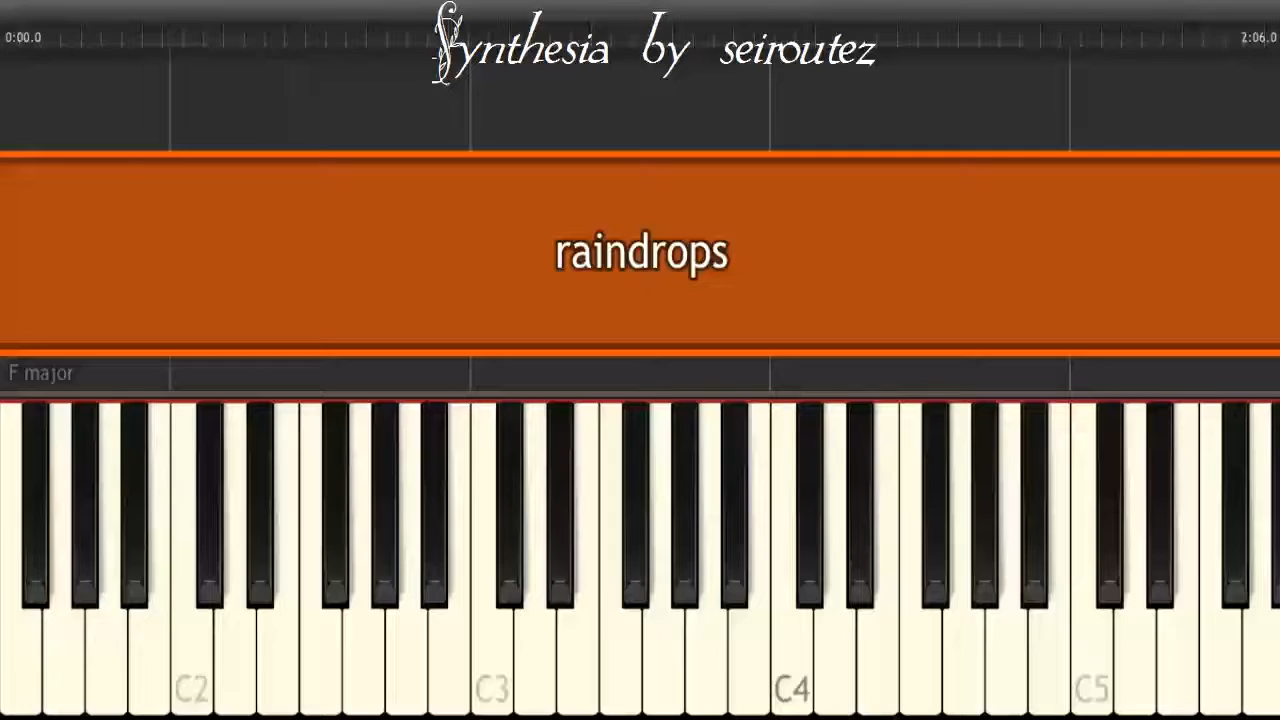 Synthesia by seiroutez
0:00.0
2:06.0
raindrops
F major
C2
C3
C4
C5